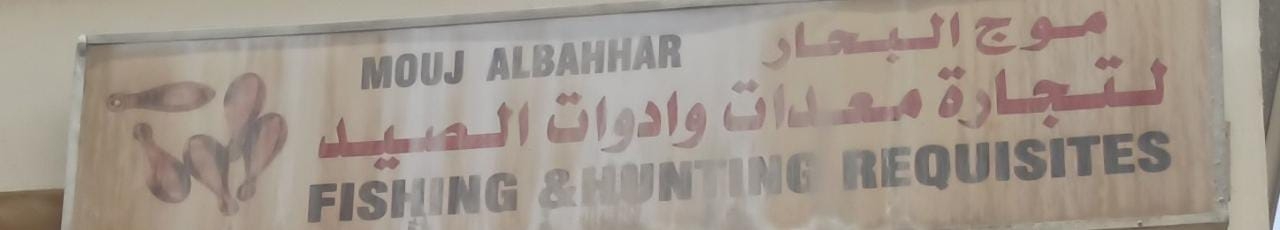 MOUJ ALBAHHAR
موج البحار
لتجارة معدات وادوات الصيد
FISHING & HUNTING REQUISITES